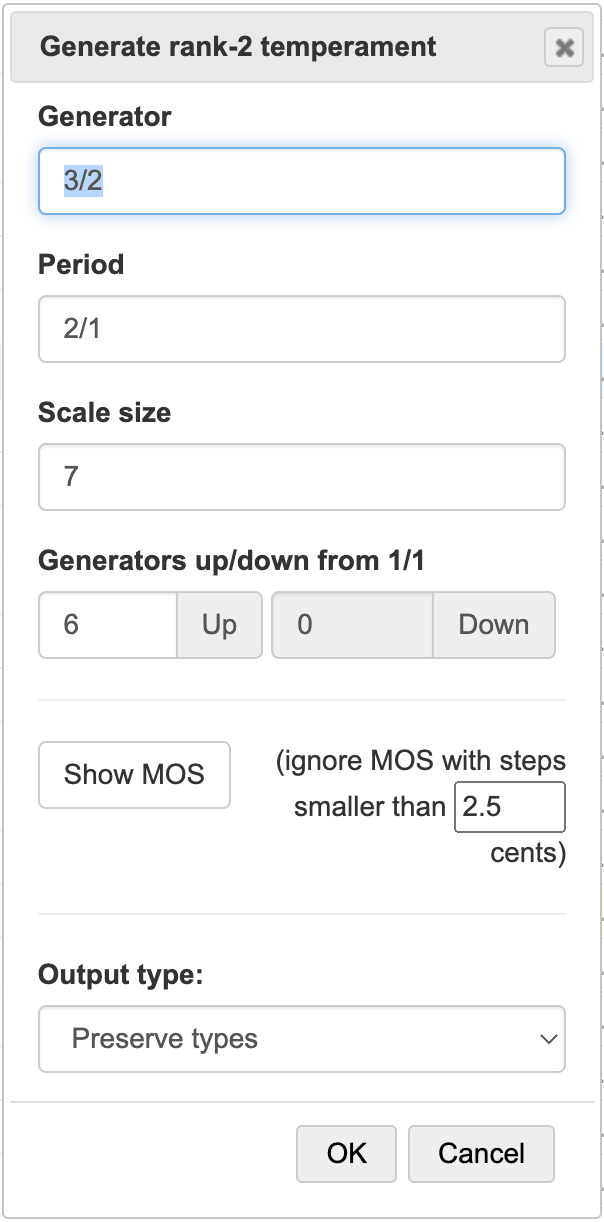 Generate rank-2 temperament
Generator
3/2
Period
2/1
Scale size
7
Generators up/down from 1/1
6 Up 0 Down
Show MOS
(ignore MOS with steps
smaller than 2.5
cents)
Output type:
Preserve types
OK Cancel